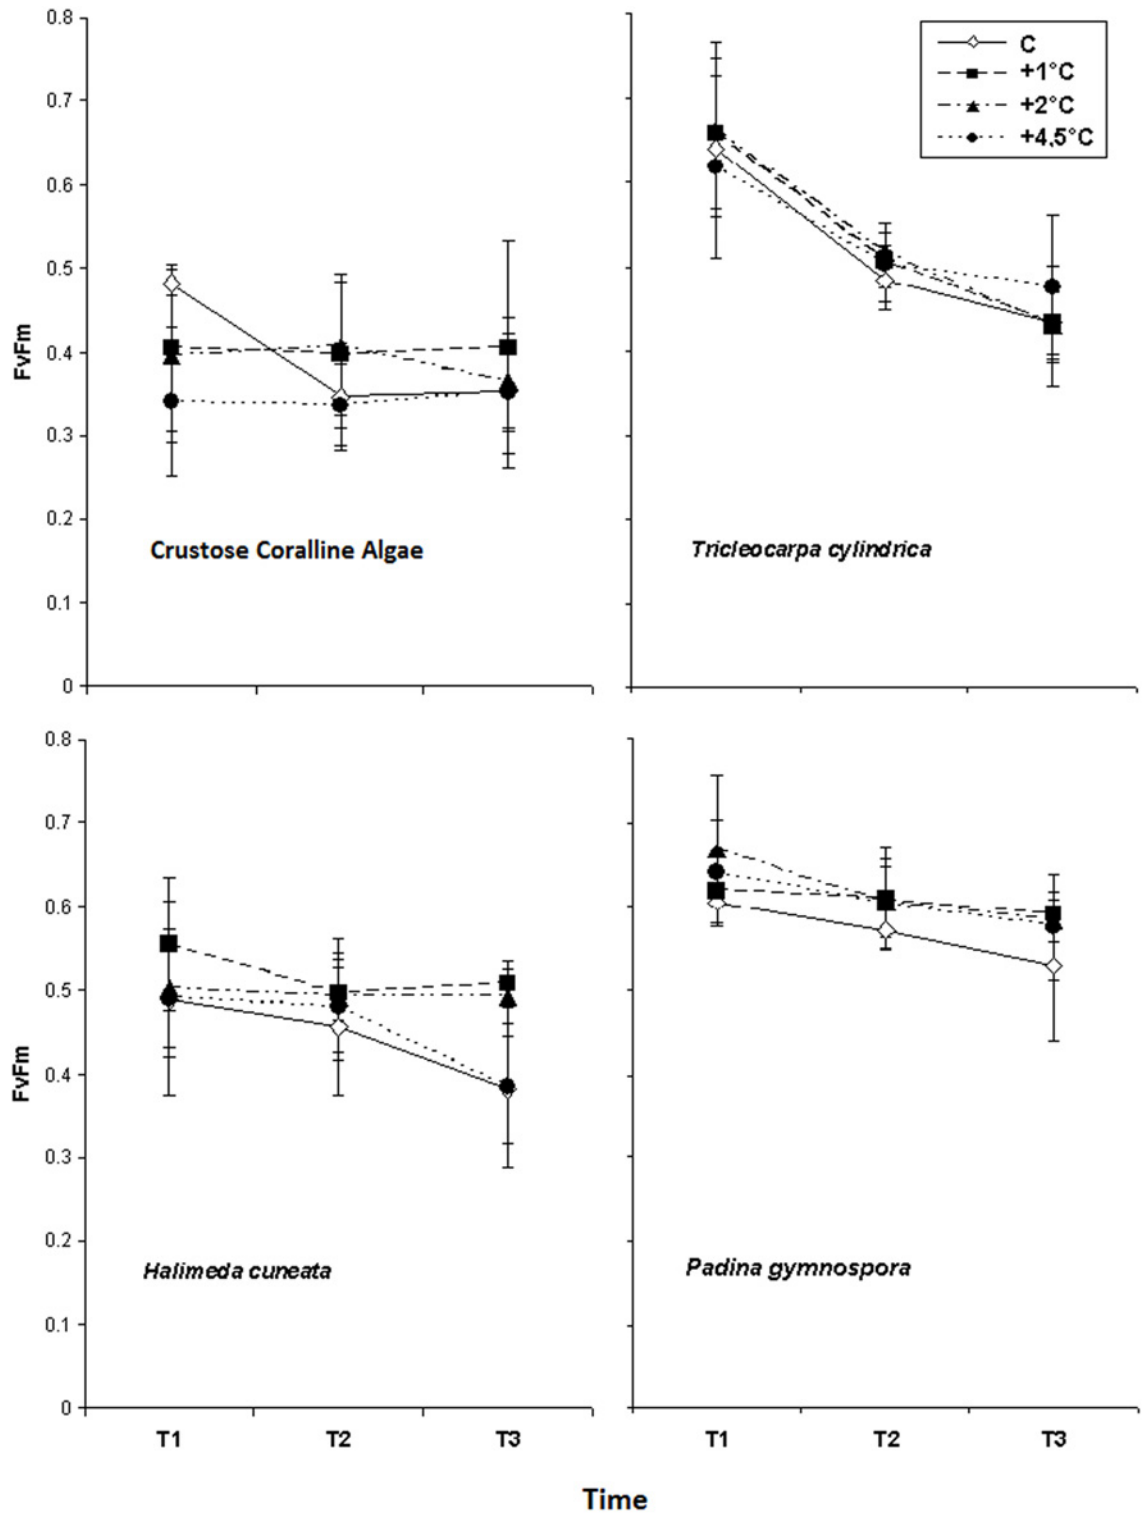 0.8
0.7
0.6
0.5
0.4
0.3
0.2
0.1
0
FvFm
Crustose Coralline Algae
C
+1°C
+2°C
+4,5°C
Tricleocarpa cylindrica
0.8
0.7
0.6
0.5
0.4
0.3
0.2
0.1
0
FvFm
Halimeda cuneata
T1 T2 T3
Padina gymnospora
T1 T2 T3
Time